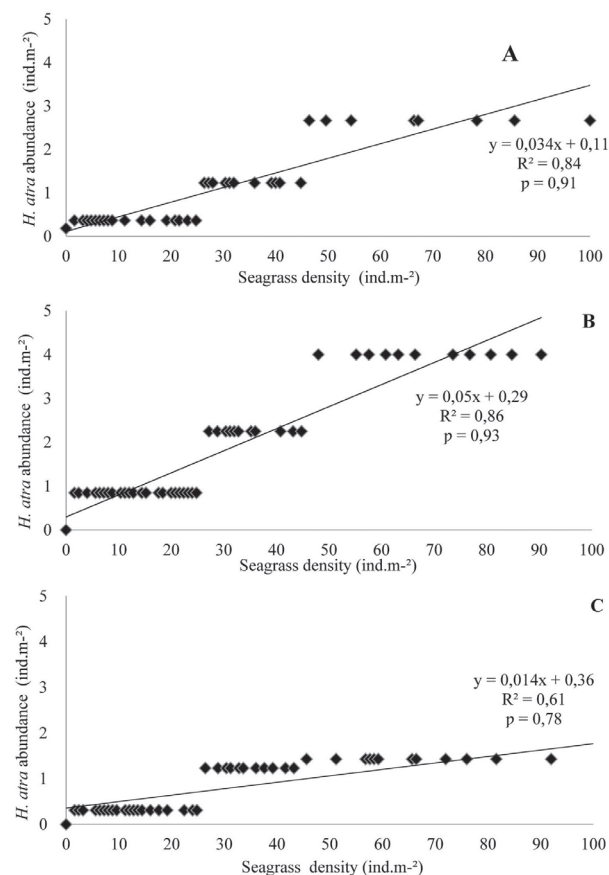 A
H. atra abundance (ind.m-²)
5
4
3
2
1
0
y = 0,034x + 0,11
R² = 0,84
p = 0,91
0 10 20 30 40 50 60 70 80 90 100
Seagrass density (ind.m-²)
B
H. atra abundance (ind.m-²)
5
4
3
2
1
0
y = 0,05x + 0,29
R² = 0,86
p = 0,93
0 10 20 30 40 50 60 70 80 90 100
Seagrass density (ind.m-²)
C
H. atra abundance (ind.m-²)
5
4
3
2
1
0
y = 0,014x + 0,36
R² = 0,61
p = 0,78
0 10 20 30 40 50 60 70 80 90 100
Seagrass density (ind.m-²)